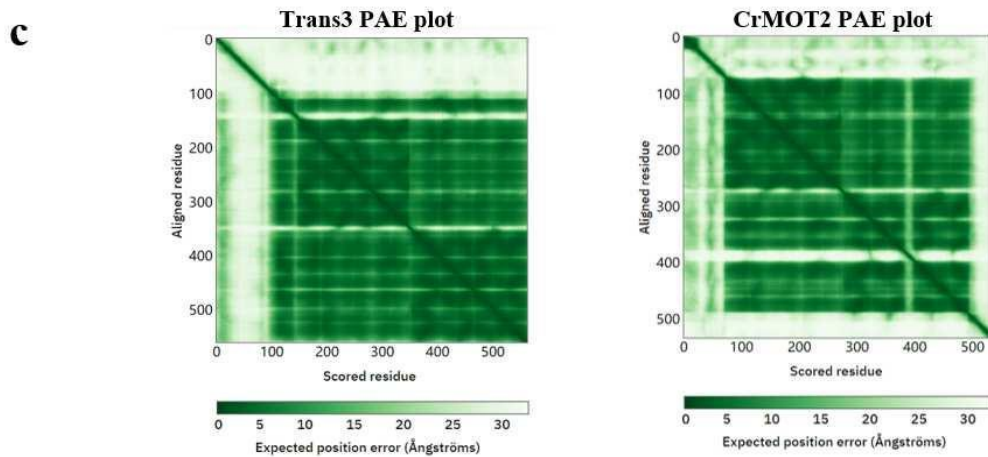 c
Trans3 PAE plot
0
100
200
300
400
500
Aligned residue
0 100 200 300 400 500
Scored residue
0 5 10 15 20 25 30
Expected position error (Ångströms)
CrMOT2 PAE plot
0
100
200
300
400
500
Aligned residue
0 100 200 300 400 500
Scored residue
0 5 10 15 20 25 30
Expected position error (Ångströms)